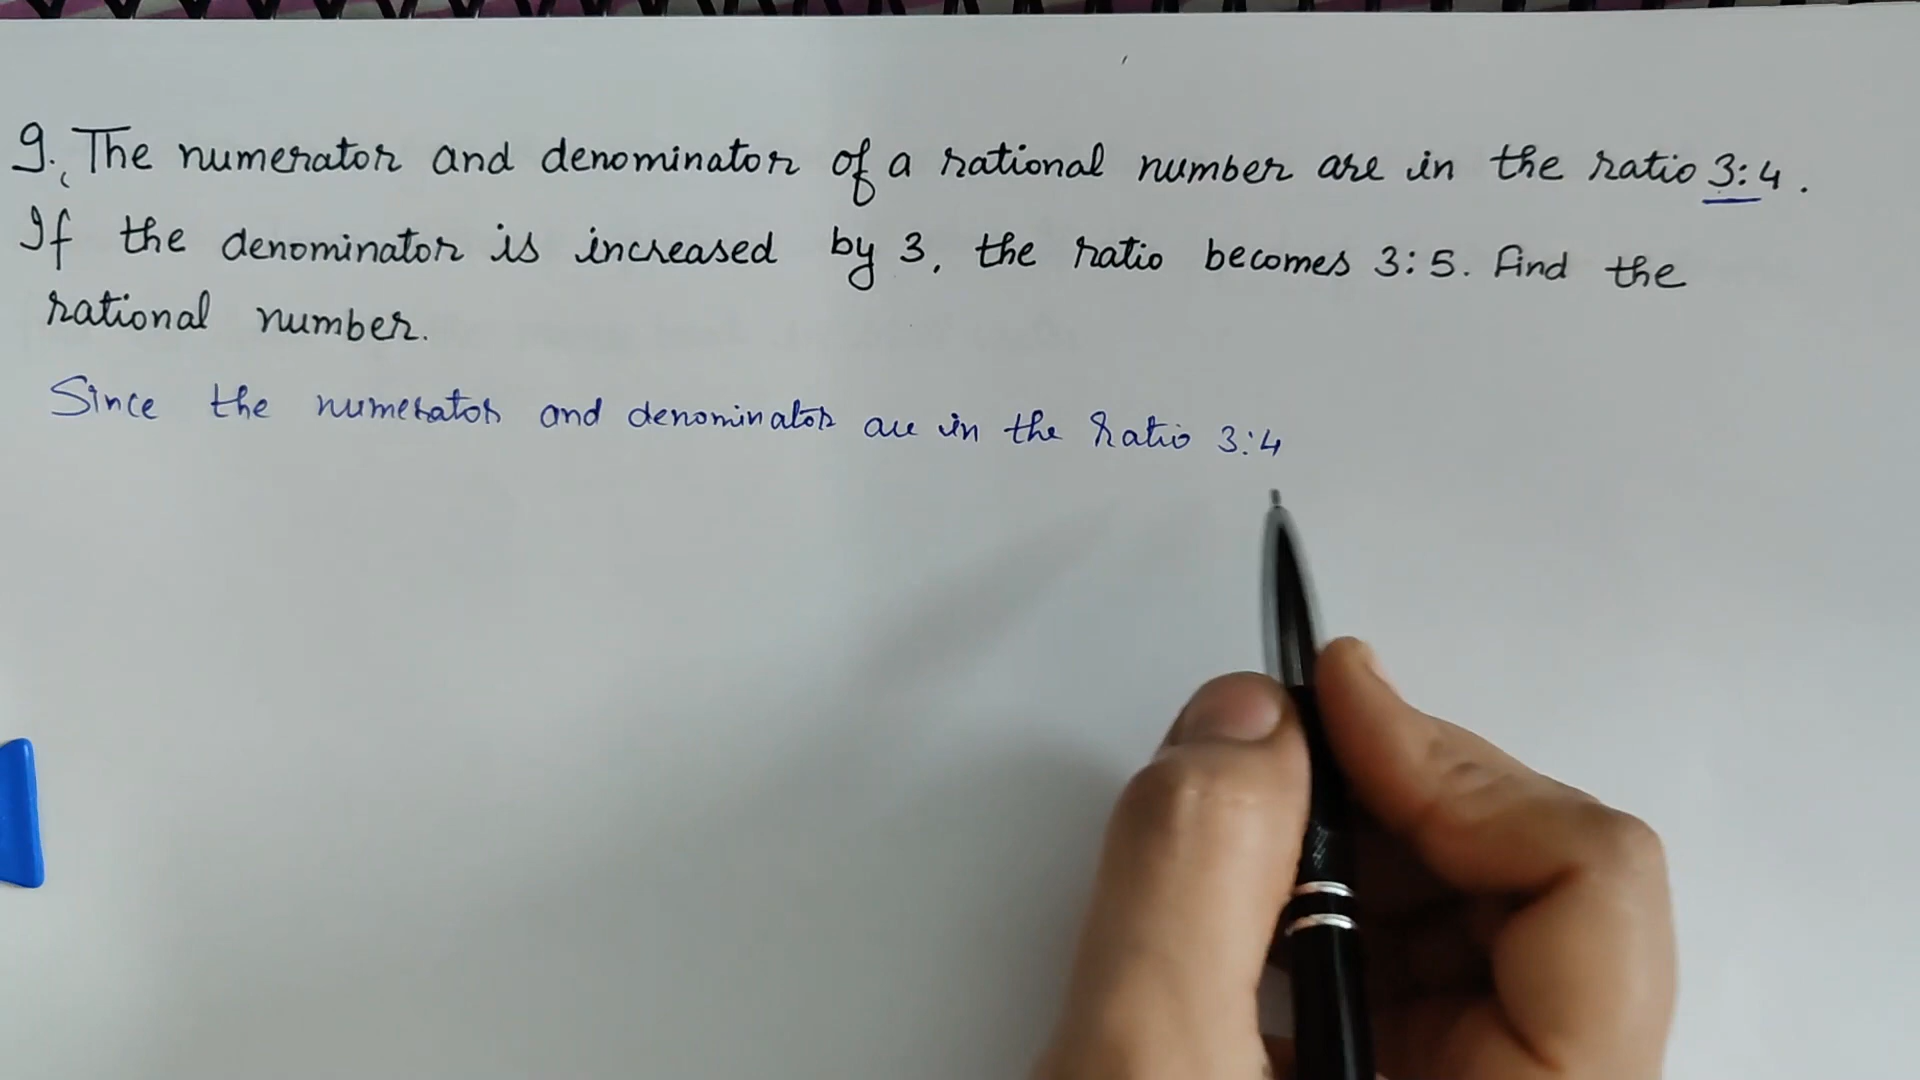 9. The numerator and denominator of a rational number are in the ratio 3:4.
If the denominator is increased by 3, the ratio becomes 3:5. Find the
rational number.
Since the numerator and denominator are in the ratio 3:4